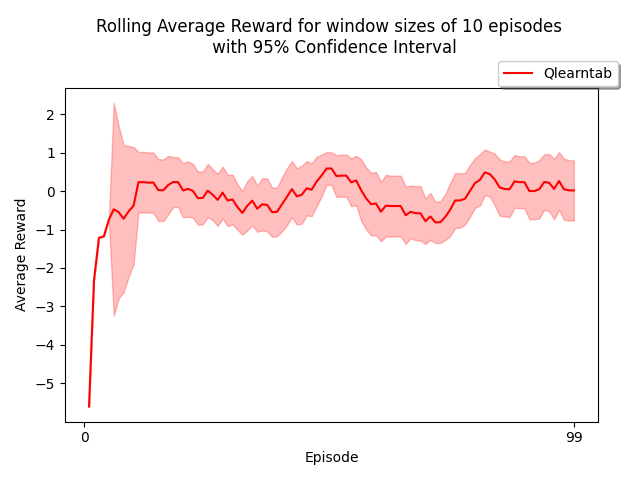 Rolling Average Reward for window sizes of 10 episodes
with 95% Confidence Interval
Qlearntab
2
1
0
−1
−2
−3
−4
−5
Average Reward
0
99
Episode